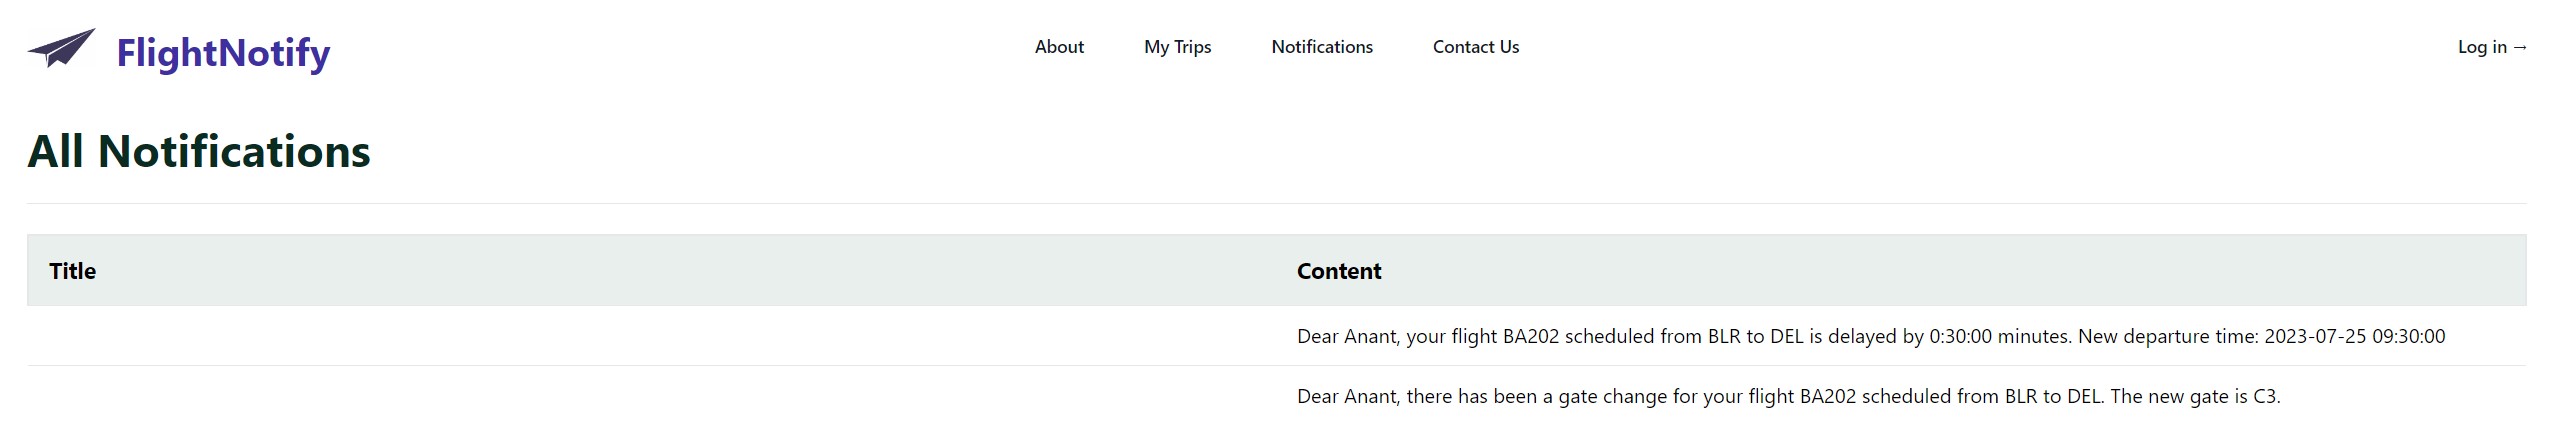 FlightNotify About My Trips Notifications Contact Us Log in →
All Notifications
Title Content
Dear Anant, your flight BA202 scheduled from BLR to DEL is delayed by 0:30:00 minutes. New departure time: 2023-07-25 09:30:00
Dear Anant, there has been a gate change for your flight BA202 scheduled from BLR to DEL. The new gate is C3.